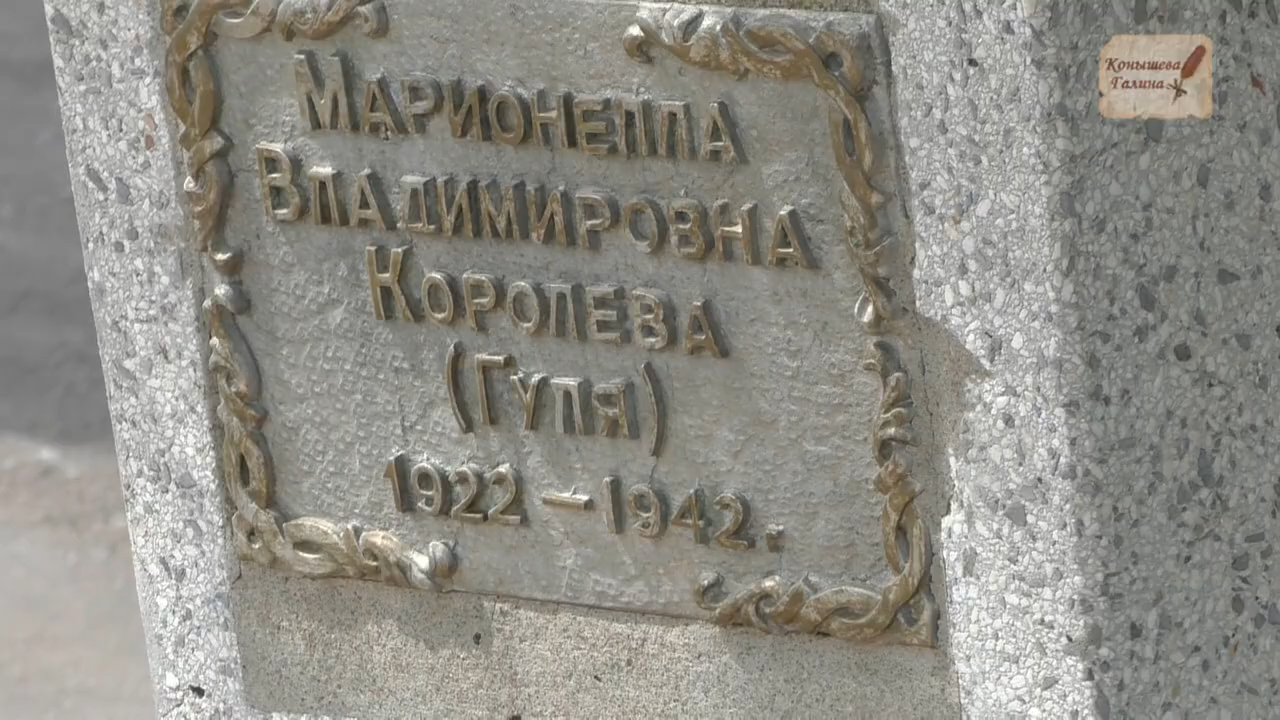 Марионелла
Владимировна
Королева
(Гуля)
1922 – 1942.
Конышева
Галина